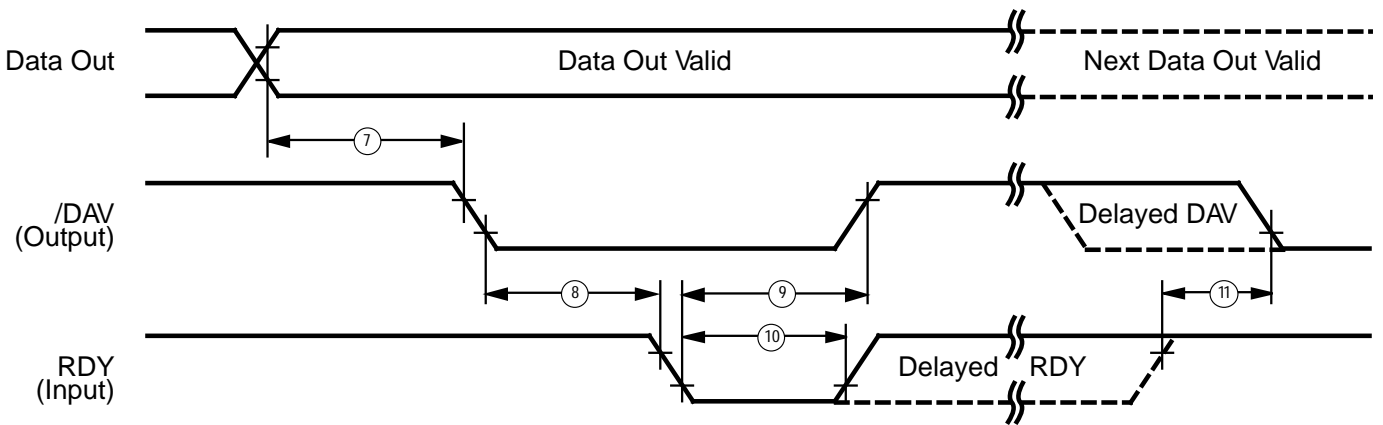 Data Out
Data Out Valid
Next Data Out Valid
7
/DAV
(Output)
Delayed DAV
8
9
11
10
RDY
(Input)
Delayed RDY